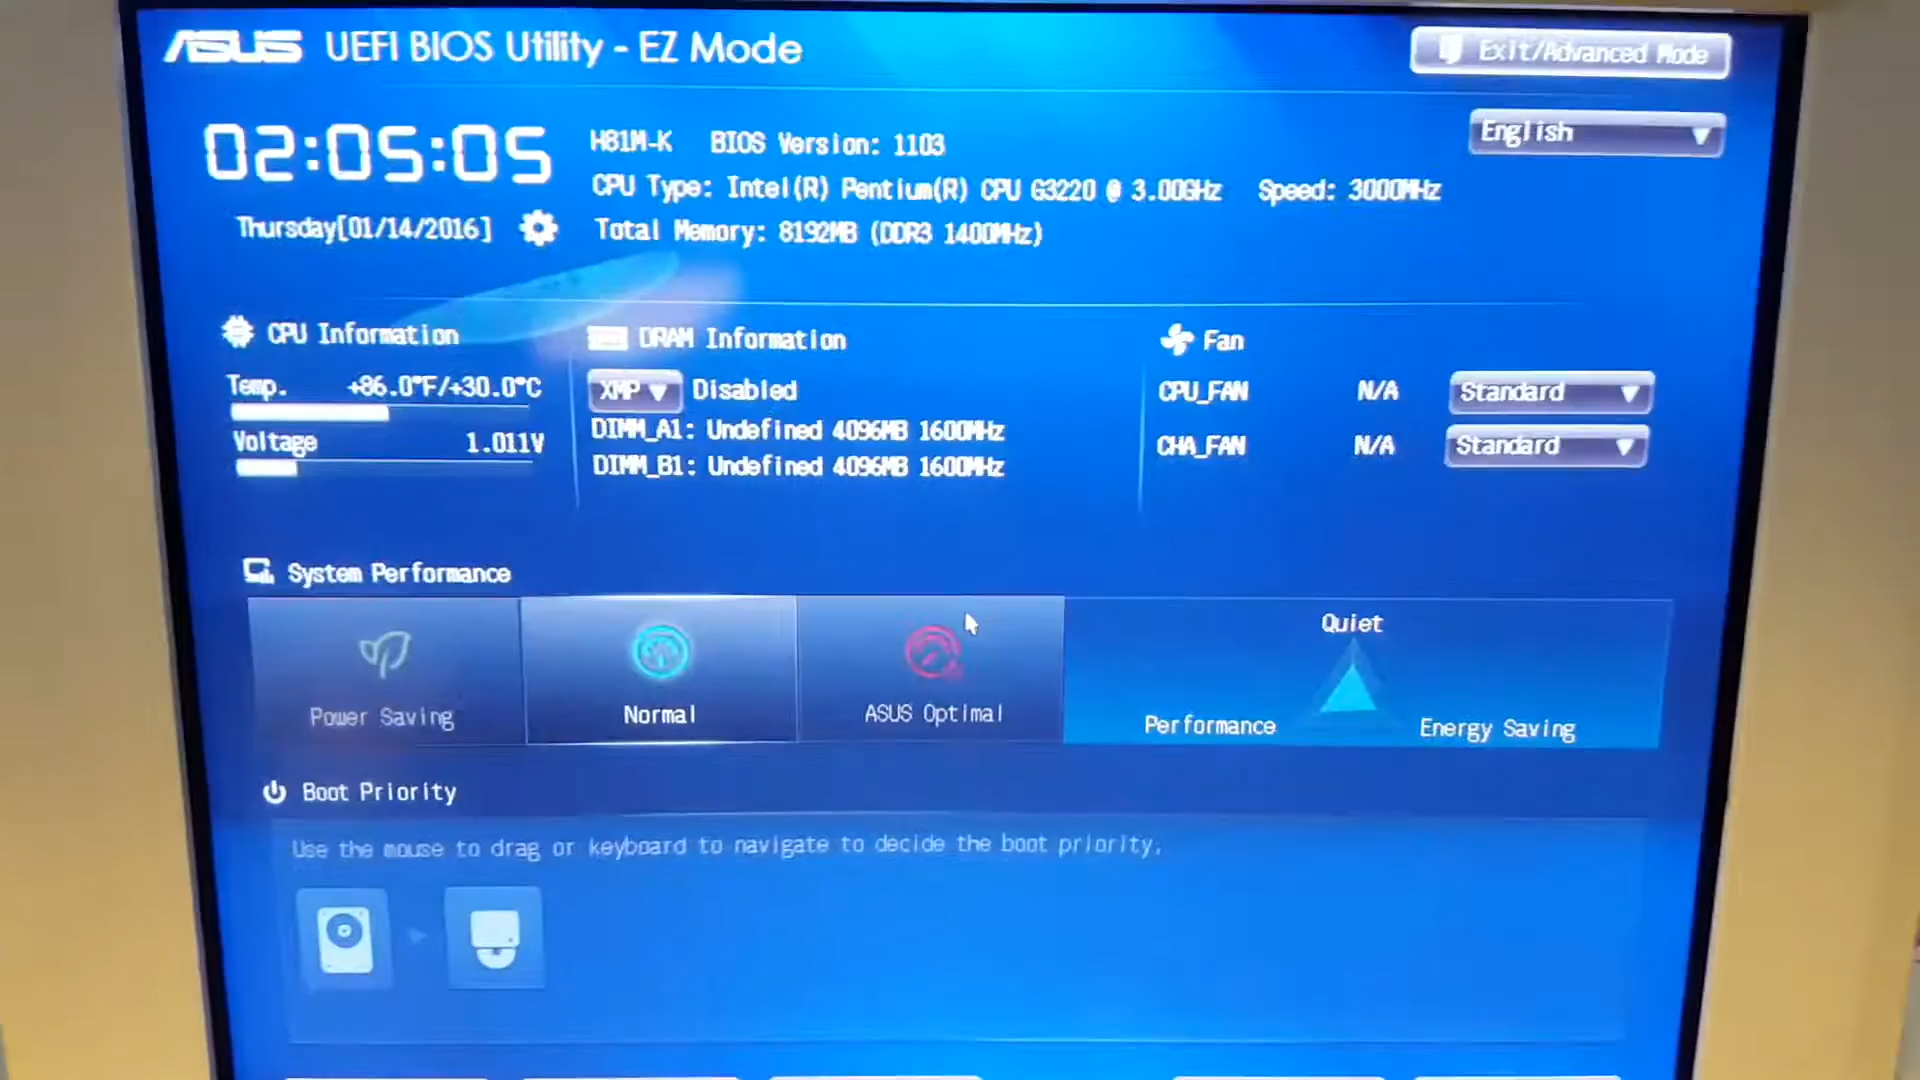 ASUS UEFI BIOS Utility - EZ Mode
Exit/Advanced Mode
02:05:05
Thursday[01/14/2016]
H81M-K BIOS Version: 1103
English
CPU Type: Intel(R) Pentium(R) CPU G3220 @ 3.00GHz Speed: 3000MHz
Total Memory: 8192MB (DDR3 1400MHz)
CPU Information
Temp. +86.0°F/+30.0°C
Voltage 1.011V
DRAM Information
XMP Disabled
DIMM_A1: Undefined 4096MB 1600MHz
DIMM_B1: Undefined 4096MB 1600MHz
Fan
CPU_FAN N/A Standard
CHA_FAN N/A Standard
System Performance
Power Saving
Normal
ASUS Optimal
Quiet
Performance
Energy Saving
Boot Priority
Use the mouse to drag or keyboard to navigate to decide the boot priority.